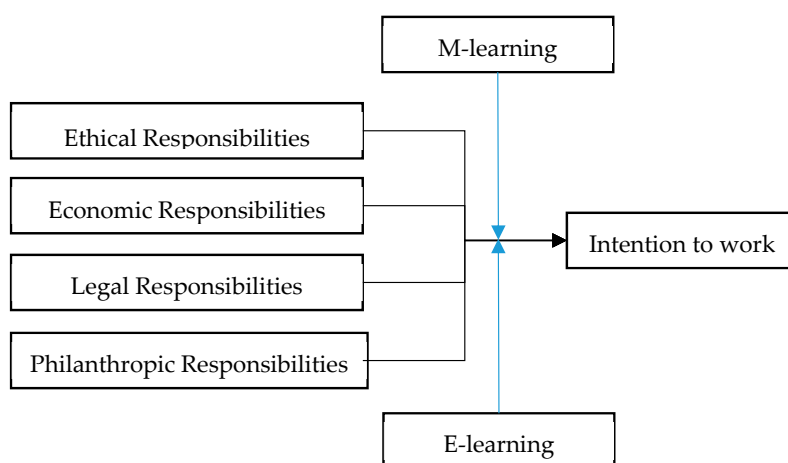 M-learning
Ethical Responsibilities
Economic Responsibilities
Intention to work
Legal Responsibilities
Philanthropic Responsibilities
E-learning